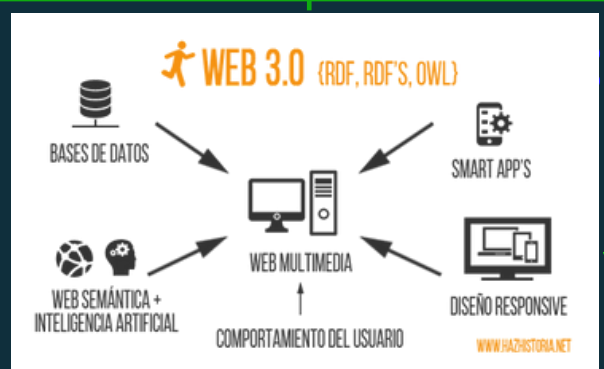 WEB 3.0 {RDF, RDF'S, OWL}
BASES DE DATOS
SMART APP'S
WEB MULTIMEDIA
WEB SEMÁNTICA +
INTELIGENCIA ARTIFICIAL
DISEÑO RESPONSIVE
COMPORTAMIENTO DEL USUARIO
WWW.HAZHISTORIA.NET